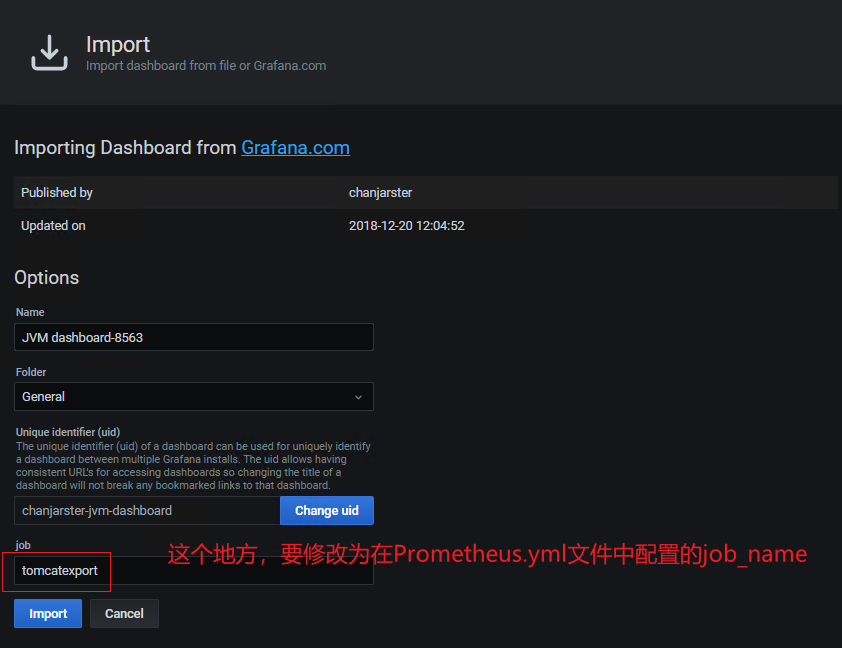 Import
Import dashboard from file or Grafana.com
Importing Dashboard from Grafana.com
Published by chanjarster
Updated on 2018-12-20 12:04:52
Options
Name
JVM dashboard-8563
Folder
General
Unique identifier (uid)
The unique identifier (uid) of a dashboard can be used for uniquely identify
a dashboard between multiple Grafana installs. The uid allows having
consistent URL's for accessing dashboards so changing the title of a
dashboard will not break any bookmarked links to that dashboard.
chanjarster-jvm-dashboard Change uid
job
这个地方，要修改为在Prometheus.yml文件中配置的job_name
tomcatexport
Import Cancel